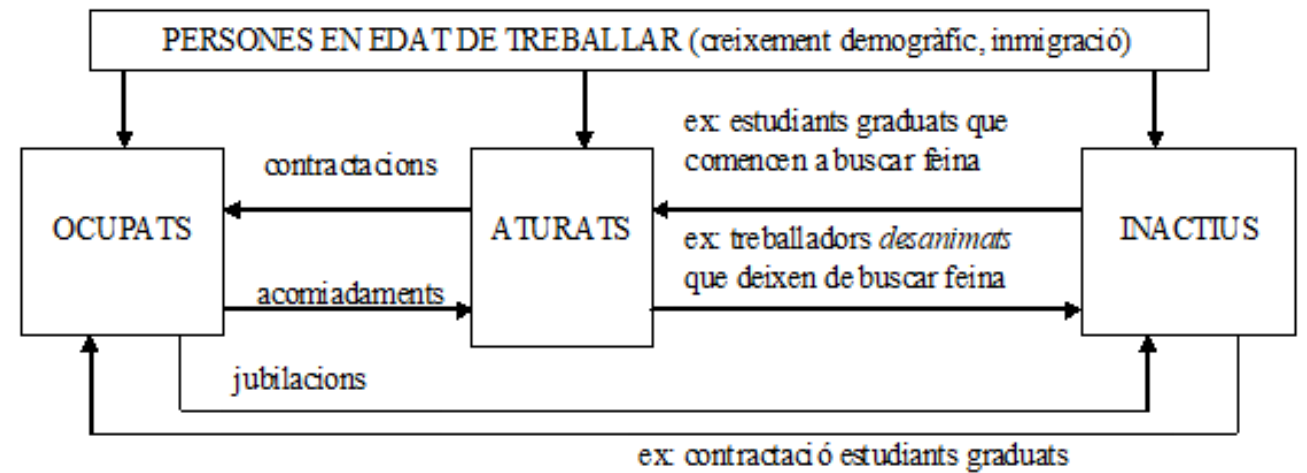 PERSONES EN EDAT DE TREBALLAR (creixement demogràfic, inmigració)
ex: estudiants graduats que
comencen a buscar feina
contractacions
OCUPATS
ATURATS
INACTIUS
ex: treballadors desanimats
que deixen de buscar feina
acomiadaments
jubilacions
ex: contractació estudiants graduats